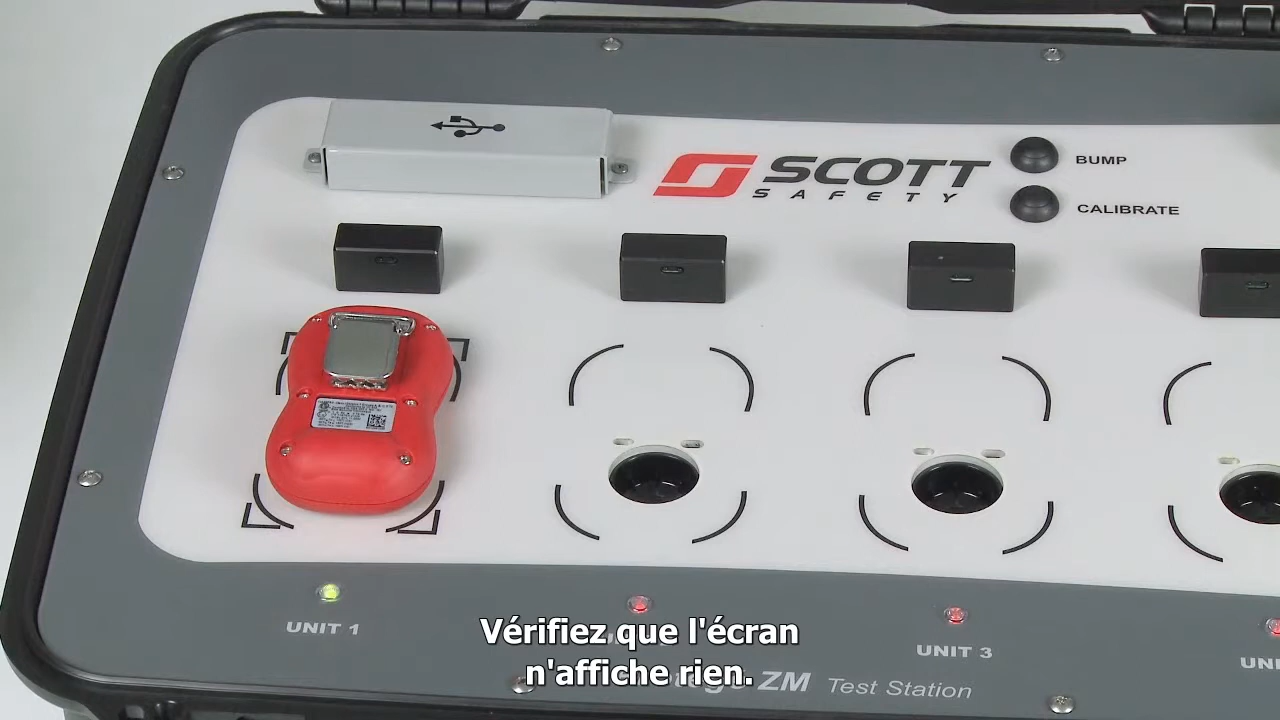 SCOTT
SAFETY
BUMP
CALIBRATE
UNIT 1
UNIT 3
Vérifiez que l'écran
n'affiche rien.
ZM Test Station